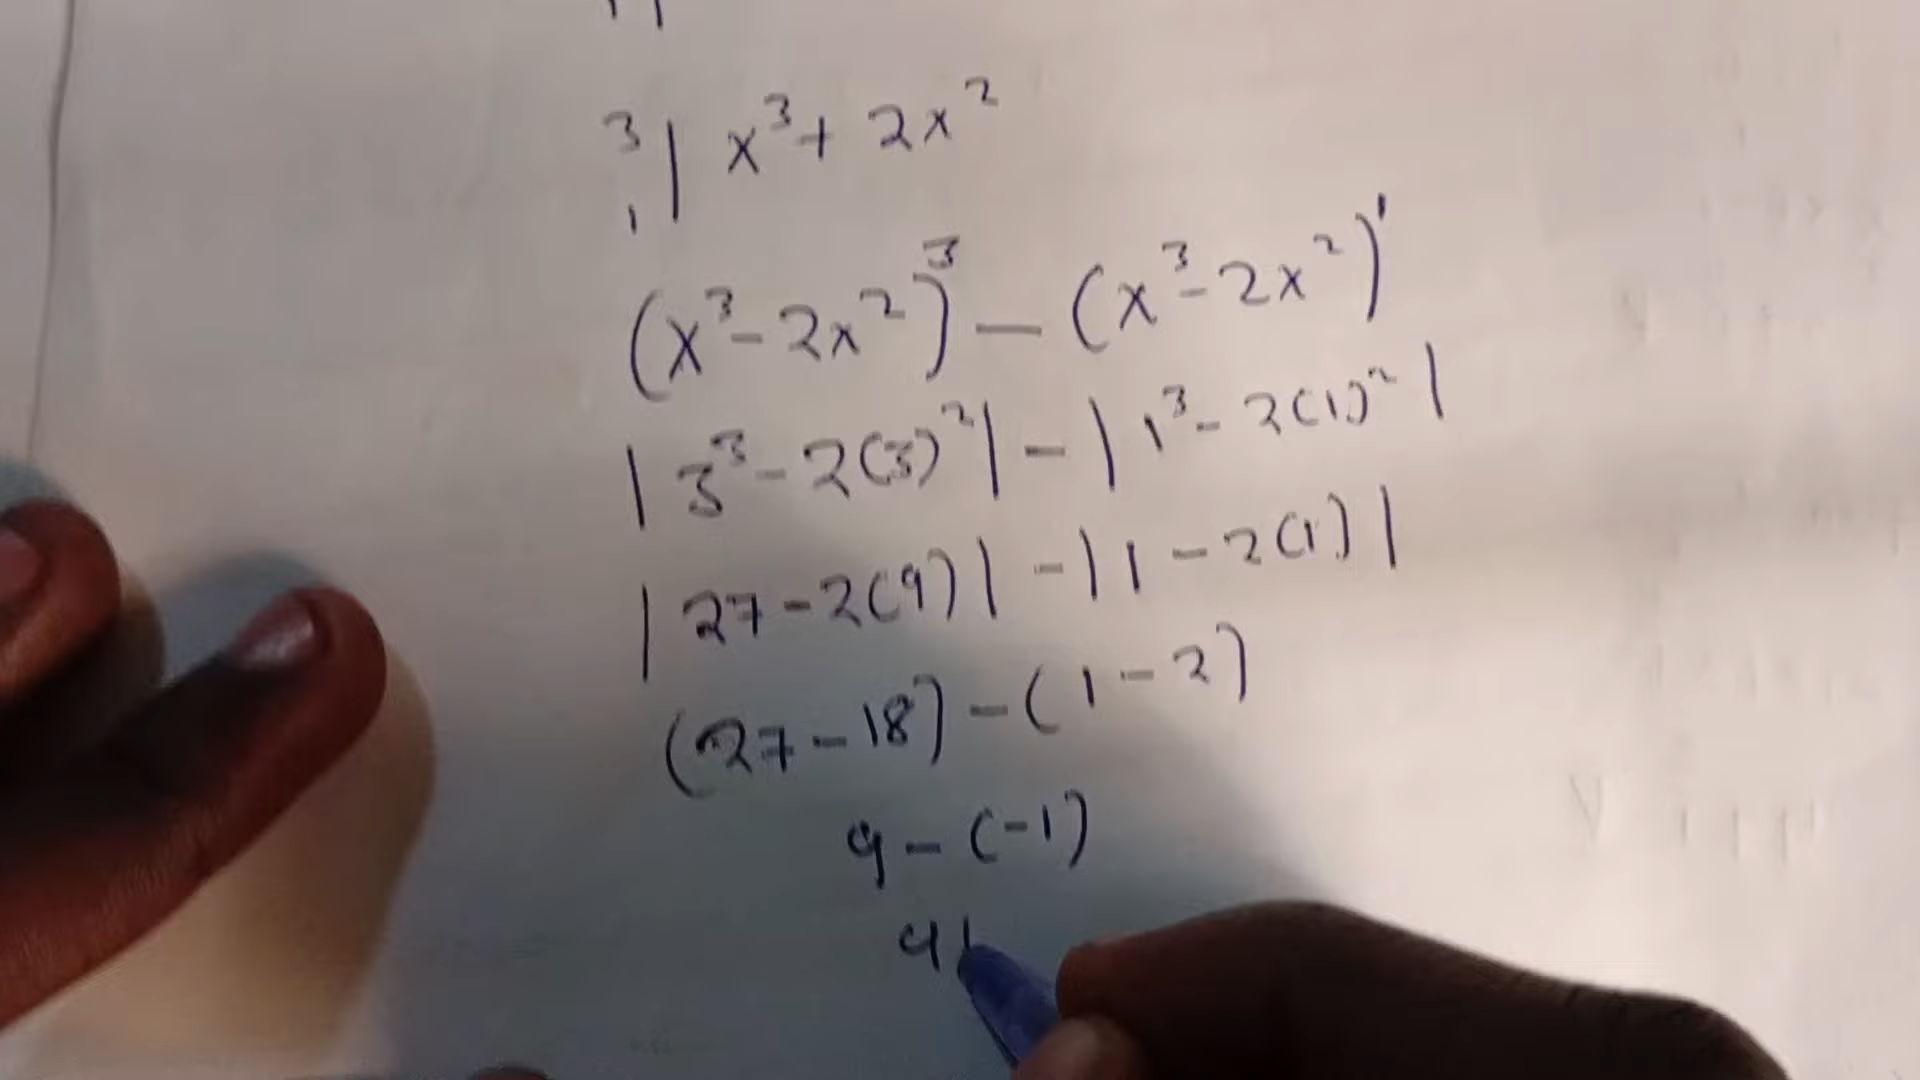 3
1| x³ + 2x²
(x³ - 2x²)³ - (x³ - 2x²)¹
|3³ - 2(3)²| - |1³ - 2(1)²|
|27 - 2(9)| - |1 - 2(1)|
(27 - 18) - (1 - 2)
9 - (-1)
9